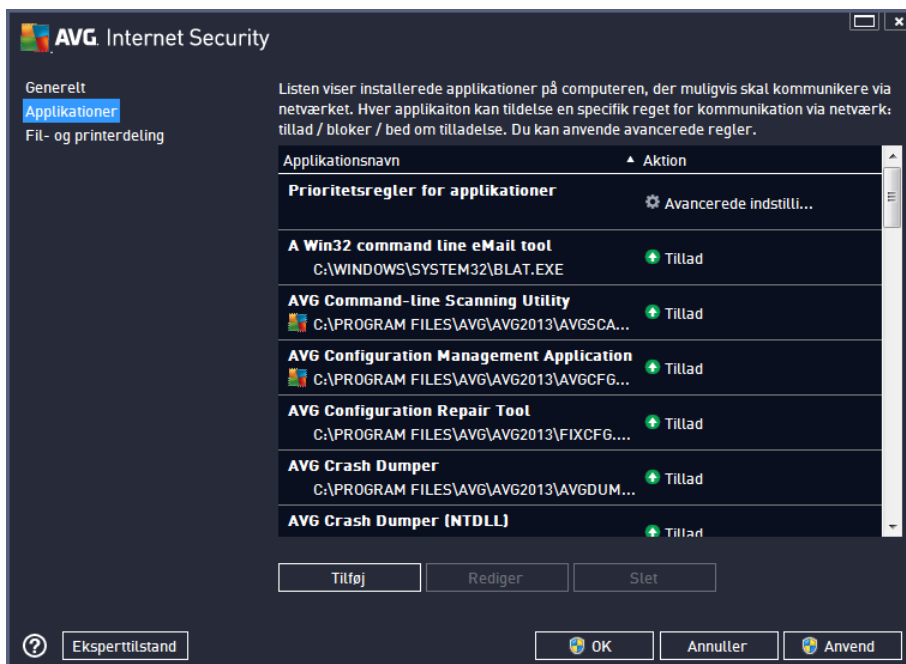 AVG. Internet Security
Generelt
Applikationer
Fil- og printerdeling
Listen viser installerede applikationer på computeren, der muligvis skal kommunikere via
netværket. Hver applikaiton kan tildelse en specifik reget for kommunikation via netværk:
tillad / bloker / bed om tilladelse. Du kan anvende avancerede regler.
Applikationsnavn Aktion
Prioritetsregler for applikationer
Avancerede indstilli...
A Win32 command line eMail tool
C:\WINDOWS\SYSTEM32\BLAT.EXE
Tillad
AVG Command-line Scanning Utility
C:\PROGRAM FILES\AVG\AVG2013\AVGSCA...
Tillad
AVG Configuration Management Application
C:\PROGRAM FILES\AVG\AVG2013\AVGCFG...
Tillad
AVG Configuration Repair Tool
C:\PROGRAM FILES\AVG\AVG2013\FIXCFG....
Tillad
AVG Crash Dumper
C:\PROGRAM FILES\AVG\AVG2013\AVGDUM...
Tillad
AVG Crash Dumper (NTDLL)
Tillad
Tilføj Rediger Slet
? Eksperttilstand OK Annuller Anvend